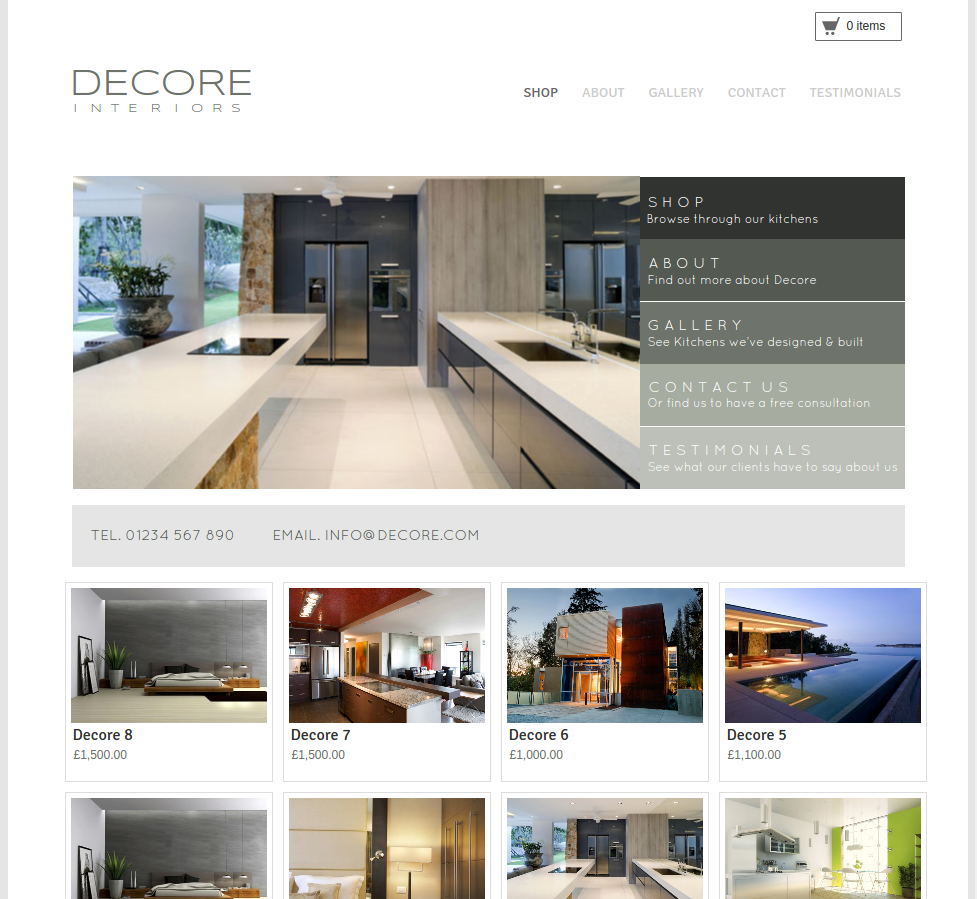 0 items
DECORE
INTERIORS
SHOP ABOUT GALLERY CONTACT TESTIMONIALS
SHOP
Browse through our kitchens
ABOUT
Find out more about Decore
GALLERY
See Kitchens we've designed & built
CONTACT US
Or find us to have a free consultation
TESTIMONIALS
See what our clients have to say about us
TEL. 01234 567 890 EMAIL. INFO@DECORE.COM
Decore 8 Decore 7 Decore 6 Decore 5
£1,500.00 £1,500.00 £1,000.00 £1,100.00